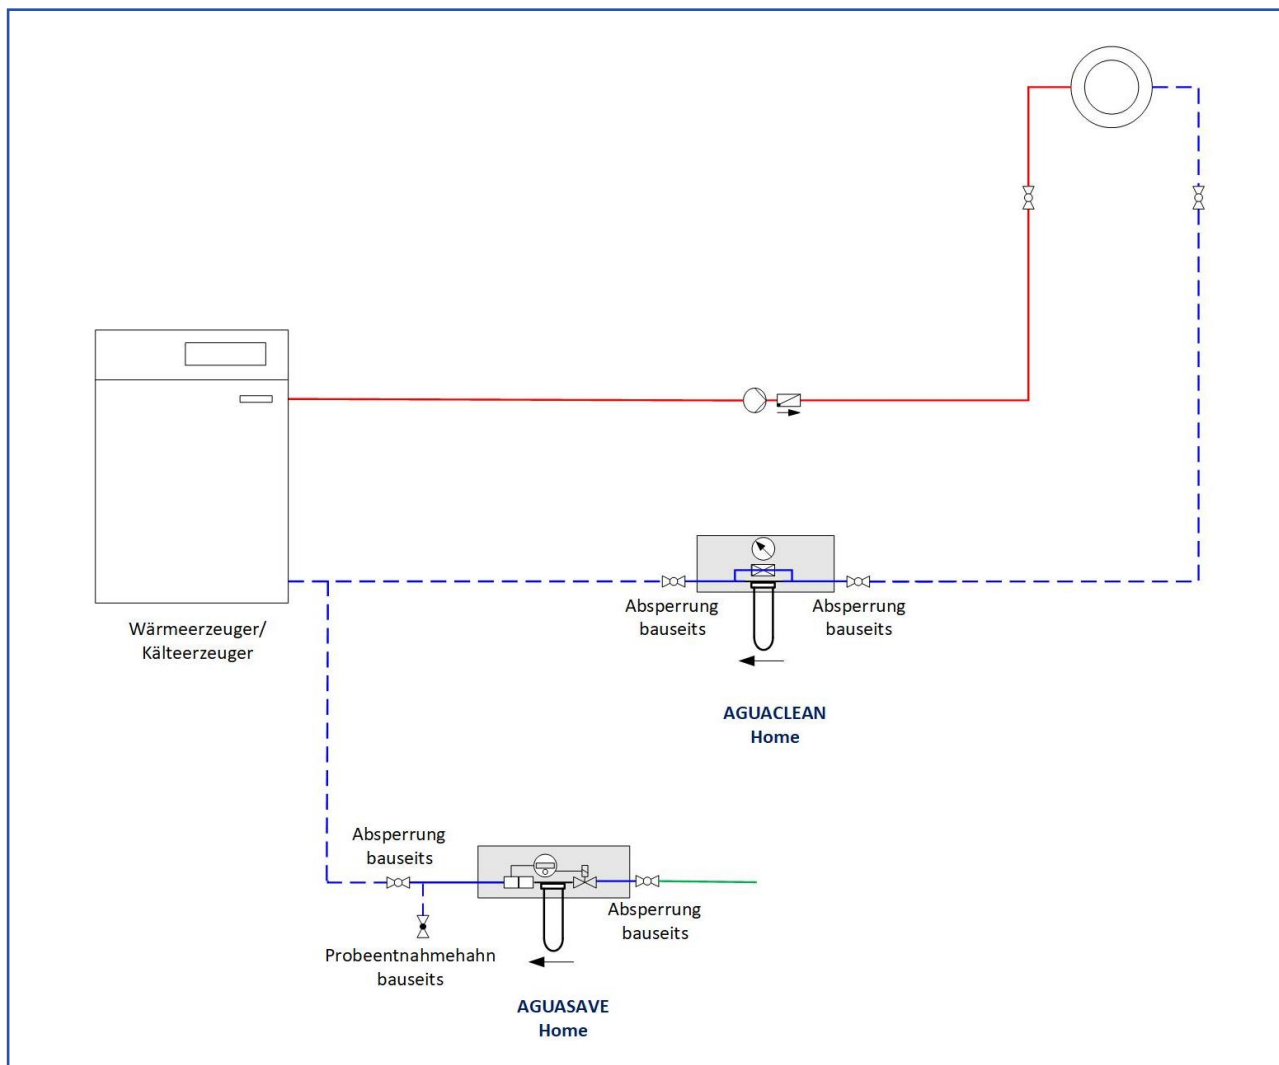 Wärmeerzeuger/
Kälteerzeuger
Absperrung
bauseits
Absperrung
bauseits
AGUACLEAN
Home
Absperrung
bauseits
Absperrung
bauseits
Probeentnahmehahn
bauseits
AGUASAVE
Home